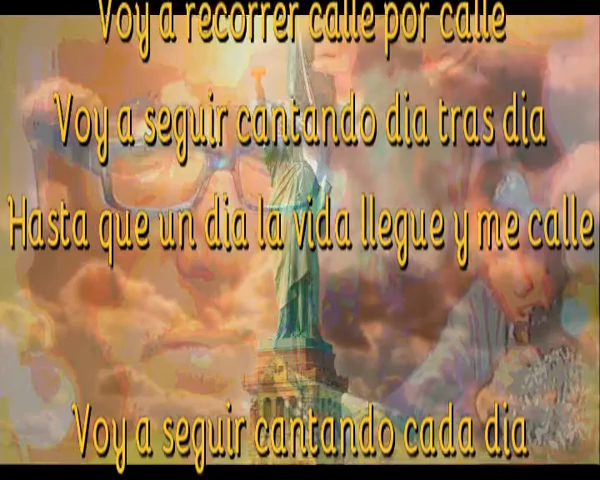 Voy a recorrer calle por calle
Voy a seguir cantando dia tras dia
Hasta que un dia la vida llegue y me calle
Voy a seguir cantando cada dia